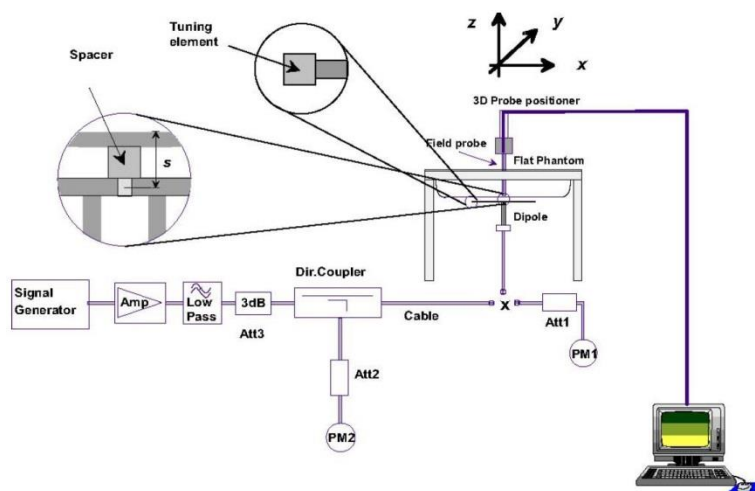 Tuning
element
Spacer
s
z
y
x
3D Probe positioner
Field probe
Flat Phantom
Dipole
Dir.Coupler
Signal
Generator
Amp
Low
Pass
3dB
Att3
Cable
x
Att1
PM1
Att2
PM2